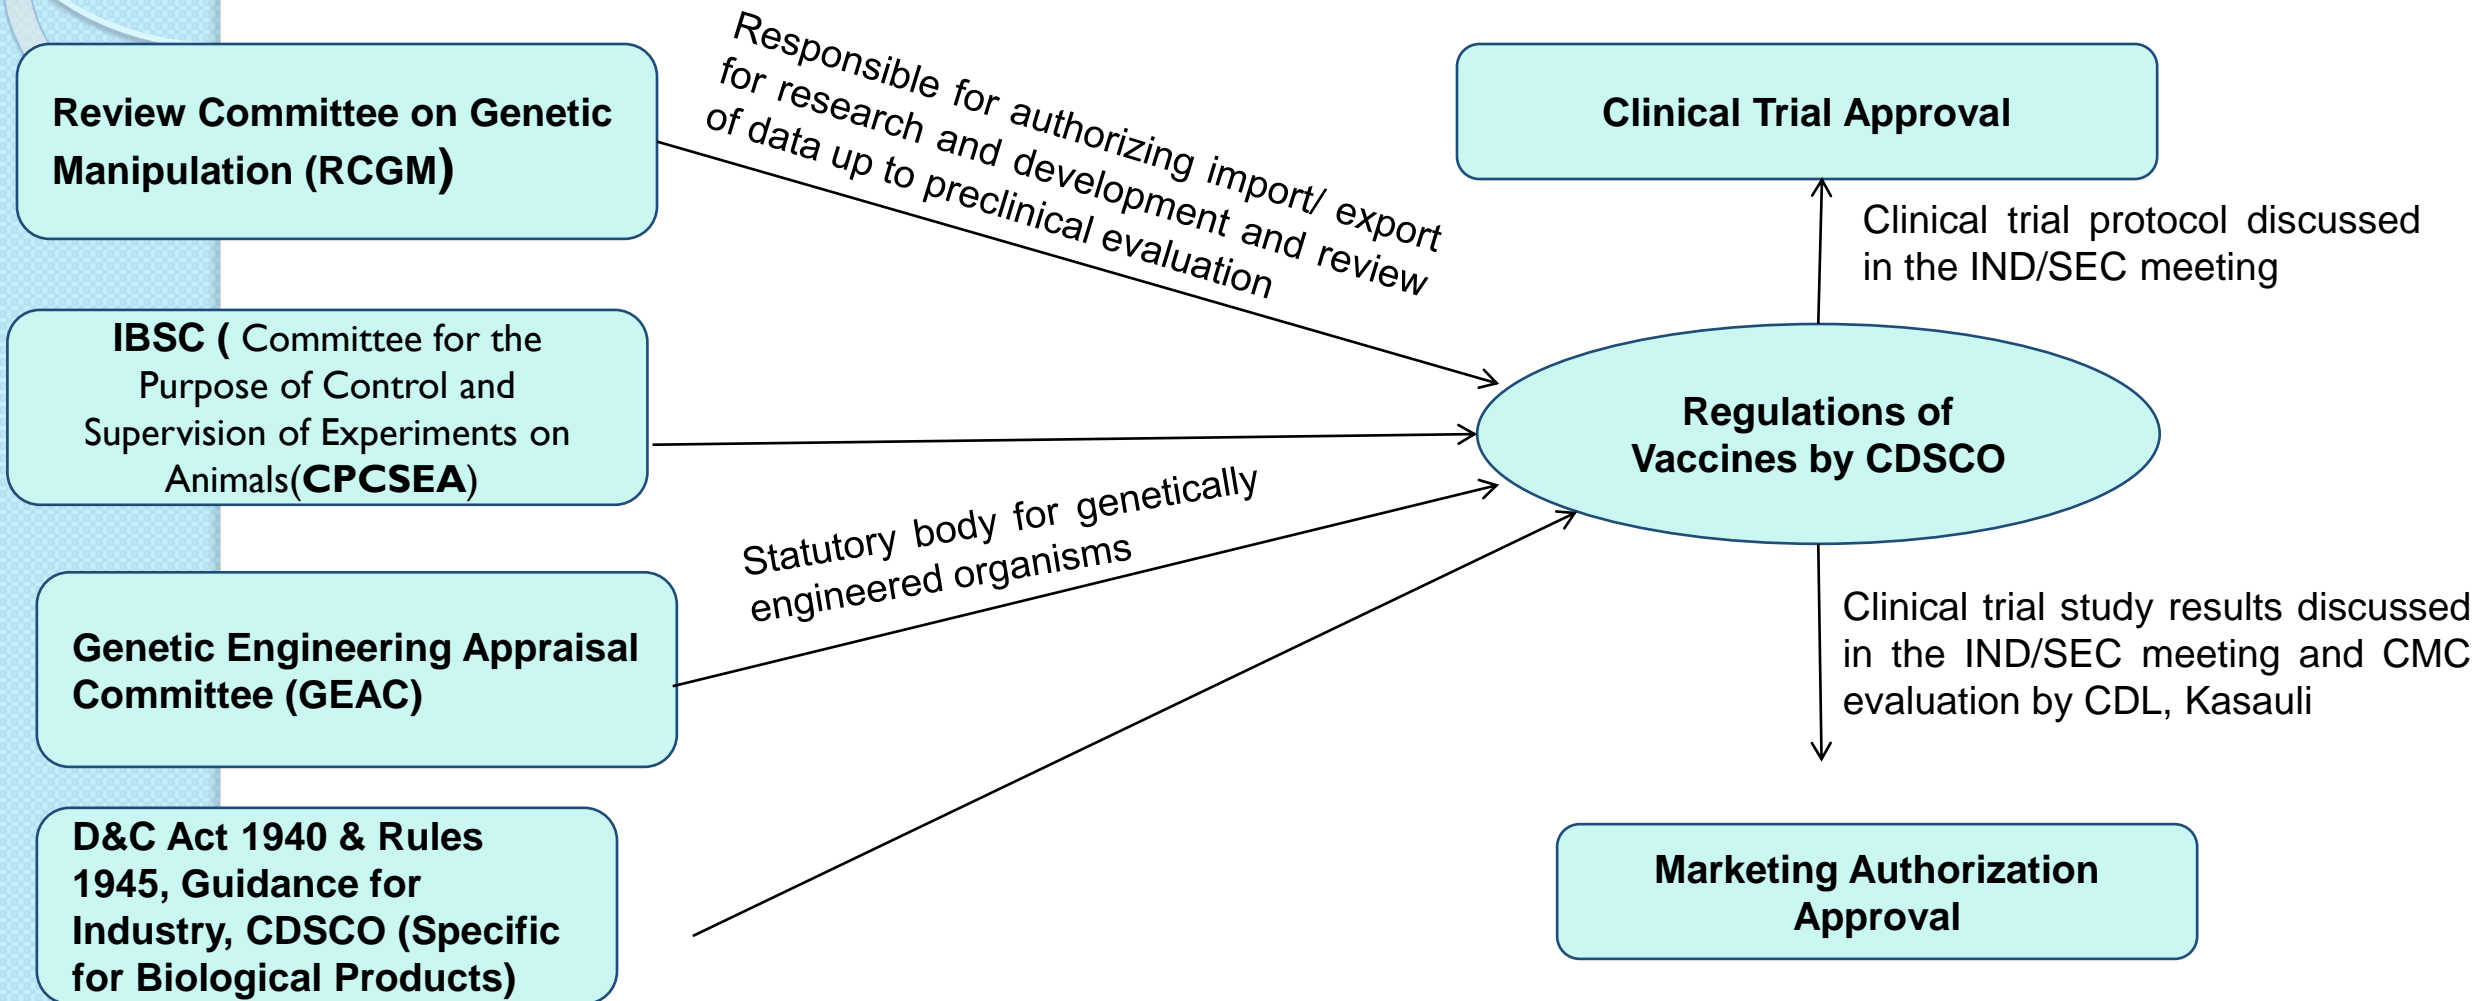 Review Committee on Genetic
Manipulation (RCGM)
Responsible for authorizing import/ export
for research and development and review
of data up to preclinical evaluation
Clinical Trial Approval
Clinical trial protocol discussed
in the IND/SEC meeting
IBSC ( Committee for the
Purpose of Control and
Supervision of Experiments on
Animals(CPCSEA)
Regulations of
Vaccines by CDSCO
Statutory body for genetically
engineered organisms
Genetic Engineering Appraisal
Committee (GEAC)
Clinical trial study results discussed
in the IND/SEC meeting and CMC
evaluation by CDL, Kasauli
D&C Act 1940 & Rules
1945, Guidance for
Industry, CDSCO (Specific
for Biological Products)
Marketing Authorization
Approval